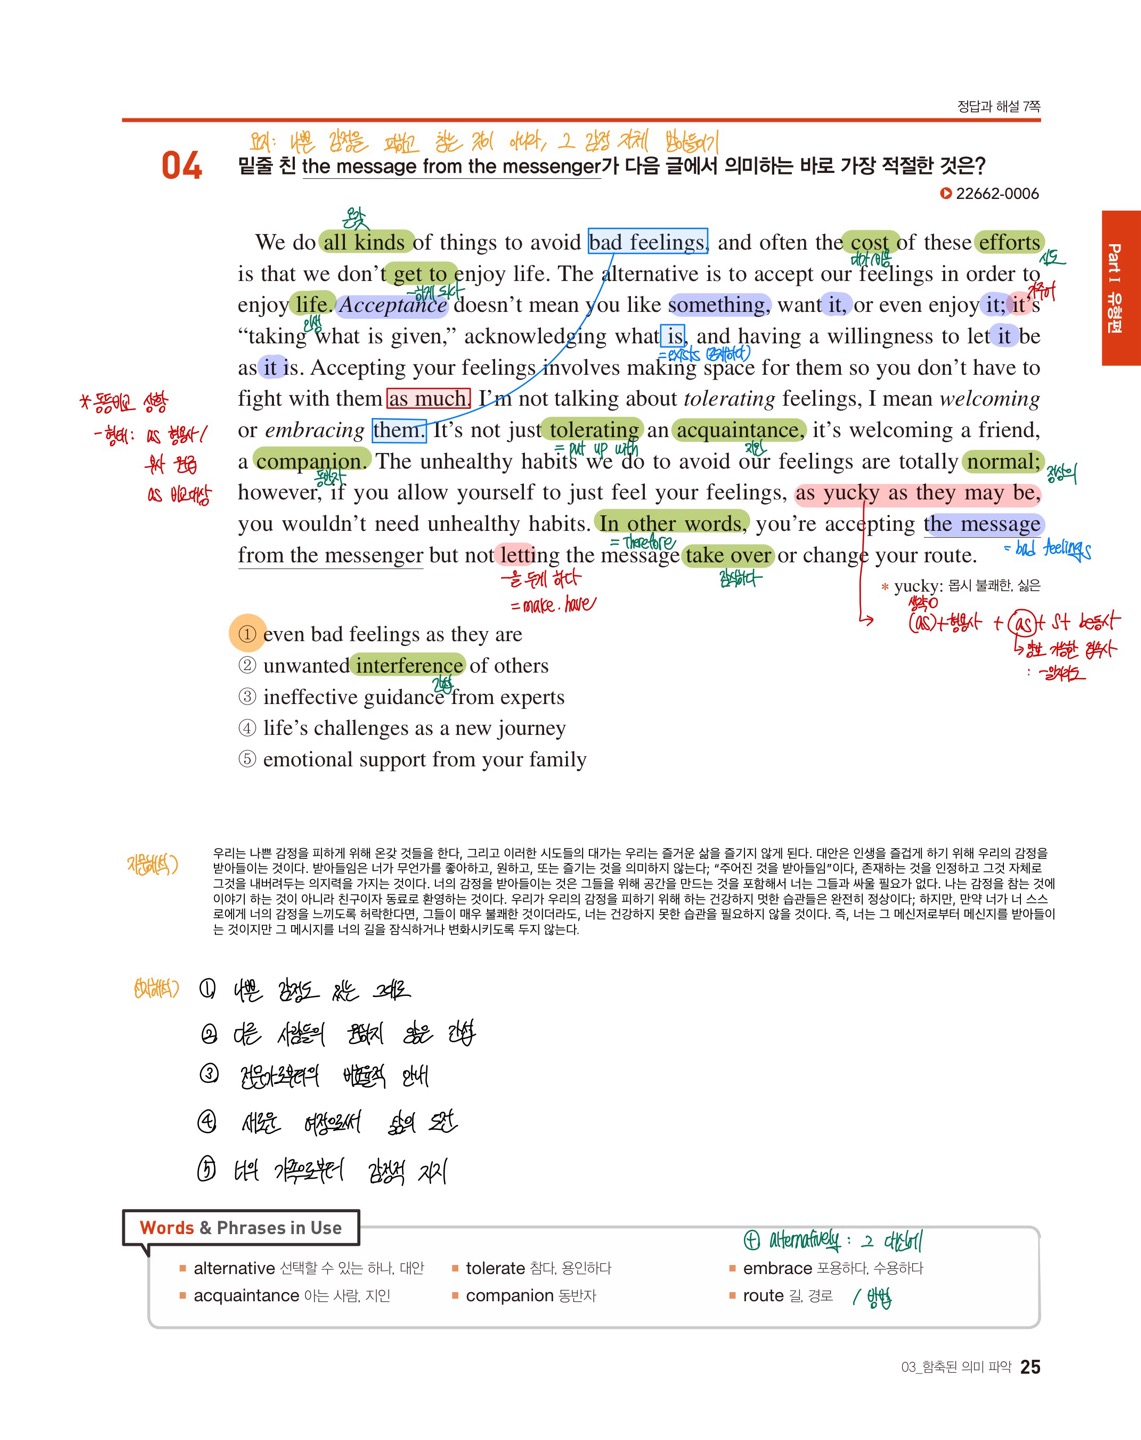 정답과 해설 7쪽
요지: 나쁜 감정을 피하고 참는 것이 아니라, 그 감정 자체 받아들이기
04 밑줄 친 the message from the messenger가 다음 글에서 의미하는 바로 가장 적절한 것은?
22662-0006
온갖
We do all kinds of things to avoid bad feelings, and often the cost of these efforts
대가, 비용
시도
is that we don't get to enjoy life. The alternative is to accept our feelings in order to
~하게 되다
주어
enjoy life. Acceptance doesn't mean you like something, want it, or even enjoy it; it's
인생
"taking what is given," acknowledging what is, and having a willingness to let it be
= exists (존재하다)
as it is. Accepting your feelings involves making space for them so you don't have to
fight with them as much. I'm not talking about tolerating feelings, I mean welcoming
* 동등비교 상황
- 형태: as 형용사/
부사 원급
as 비교대상
or embracing them. It's not just tolerating an acquaintance, it's welcoming a friend,
= put up with
지인
a companion. The unhealthy habits we do to avoid our feelings are totally normal;
동반자
정상의
however, if you allow yourself to just feel your feelings, as yucky as they may be,
you wouldn't need unhealthy habits. In other words, you're accepting the message
= therefore
= bad feelings
from the messenger but not letting the message take over or change your route.
~을 두게 하다
= make. have
잠식하다
* yucky: 몹시 불쾌한, 싫은
생략O
(as)+형용사 + as + S+ be동사
양보 가능한 접속사
: ~일지라도
① even bad feelings as they are
② unwanted interference of others
간섭
③ ineffective guidance from experts
④ life's challenges as a new journey
⑤ emotional support from your family
지문해석)
우리는 나쁜 감정을 피하게 위해 온갖 것들을 한다, 그리고 이러한 시도들의 대가는 우리는 즐거운 삶을 즐기지 않게 된다. 대안은 인생을 즐겁게 하기 위해 우리의 감정을
받아들이는 것이다. 받아들임은 너가 무언가를 좋아하고, 원하고, 또는 즐기는 것을 의미하지 않는다; "주어진 것을 받아들임"이다, 존재하는 것을 인정하고 그것 자체로
그것을 내버려두는 의지력을 가지는 것이다. 너의 감정을 받아들이는 것은 그들을 위해 공간을 만드는 것을 포함해서 너는 그들과 싸울 필요가 없다. 나는 감정을 참는 것에
이야기 하는 것이 아니라 친구이자 동료로 환영하는 것이다. 우리가 우리의 감정을 피하기 위해 하는 건강하지 멋한 습관들은 완전히 정상이다; 하지만, 만약 너가 너 스스
로에게 너의 감정을 느끼도록 허락한다면, 그들이 매우 불쾌한 것이더라도, 너는 건강하지 못한 습관을 필요하지 않을 것이다. 즉, 너는 그 메신저로부터 메신지를 받아들이
는 것이지만 그 메시지를 너의 길을 잠식하거나 변화시키도록 두지 않는다.
선지해석)
① 나쁜 감정도 있는 그대로
② 다른 사람들의 원하지 않은 간섭
③ 전문가로부터의 비효율적 안내
④ 새로운 여정으로써 삶의 도전
⑤ 너의 가족으로부터 감정적 지지
Words & Phrases in Use
+ alternatively : 그 대신에
alternative 선택할 수 있는 하나, 대안
tolerate 참다, 용인하다
embrace 포용하다, 수용하다
acquaintance 아는 사람, 지인
companion 동반자
route 길, 경로 / 방법
Part I 유형편
03_함축된 의미 파악 25